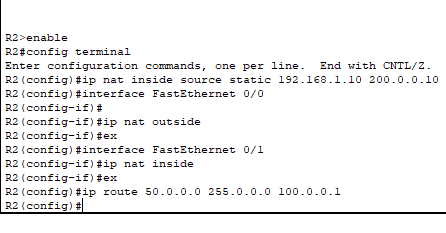 R2>enable
R2#config terminal
Enter configuration commands, one per line.  End with CNTL/Z.
R2(config)#ip nat inside source static 192.168.1.10 200.0.0.10
R2(config)#interface FastEthernet 0/0
R2(config-if)#
R2(config-if)#ip nat outside
R2(config-if)#ex
R2(config)#interface FastEthernet 0/1
R2(config-if)#ip nat inside
R2(config-if)#ex
R2(config)#ip route 50.0.0.0 255.0.0.0 100.0.0.1
R2(config)#